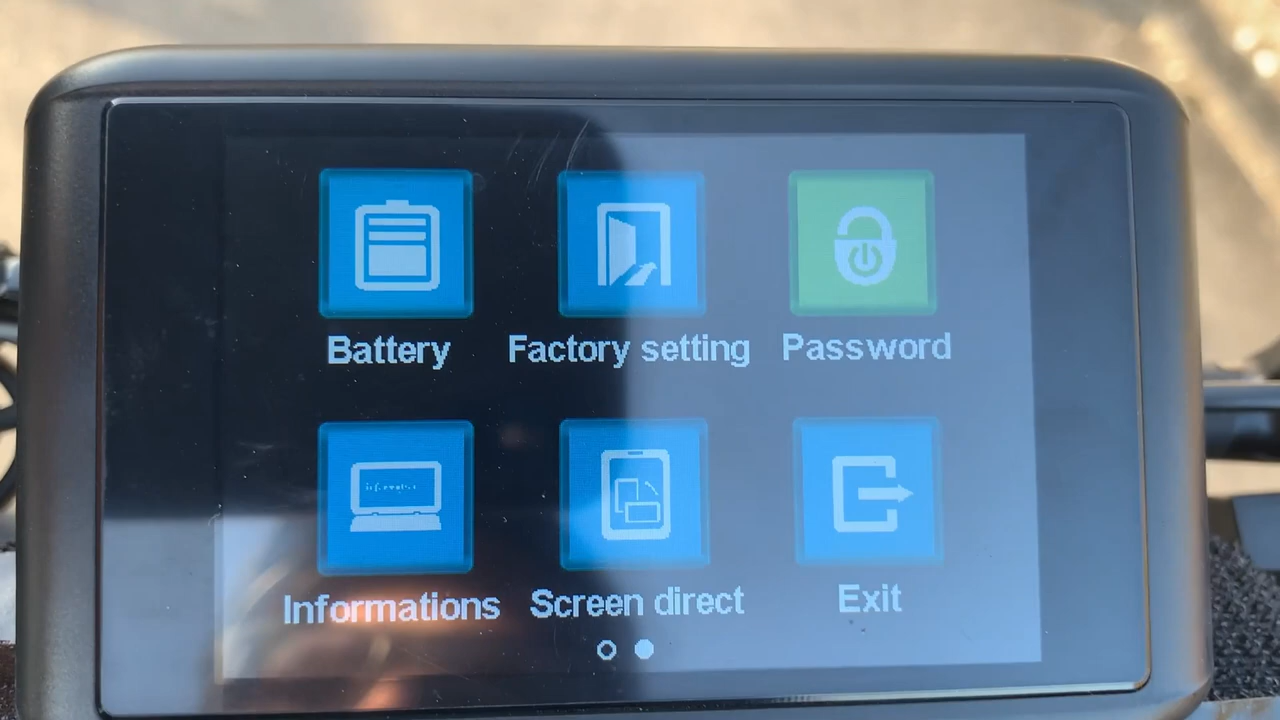 Battery
Factory setting
Password
Informations
Screen direct
Exit